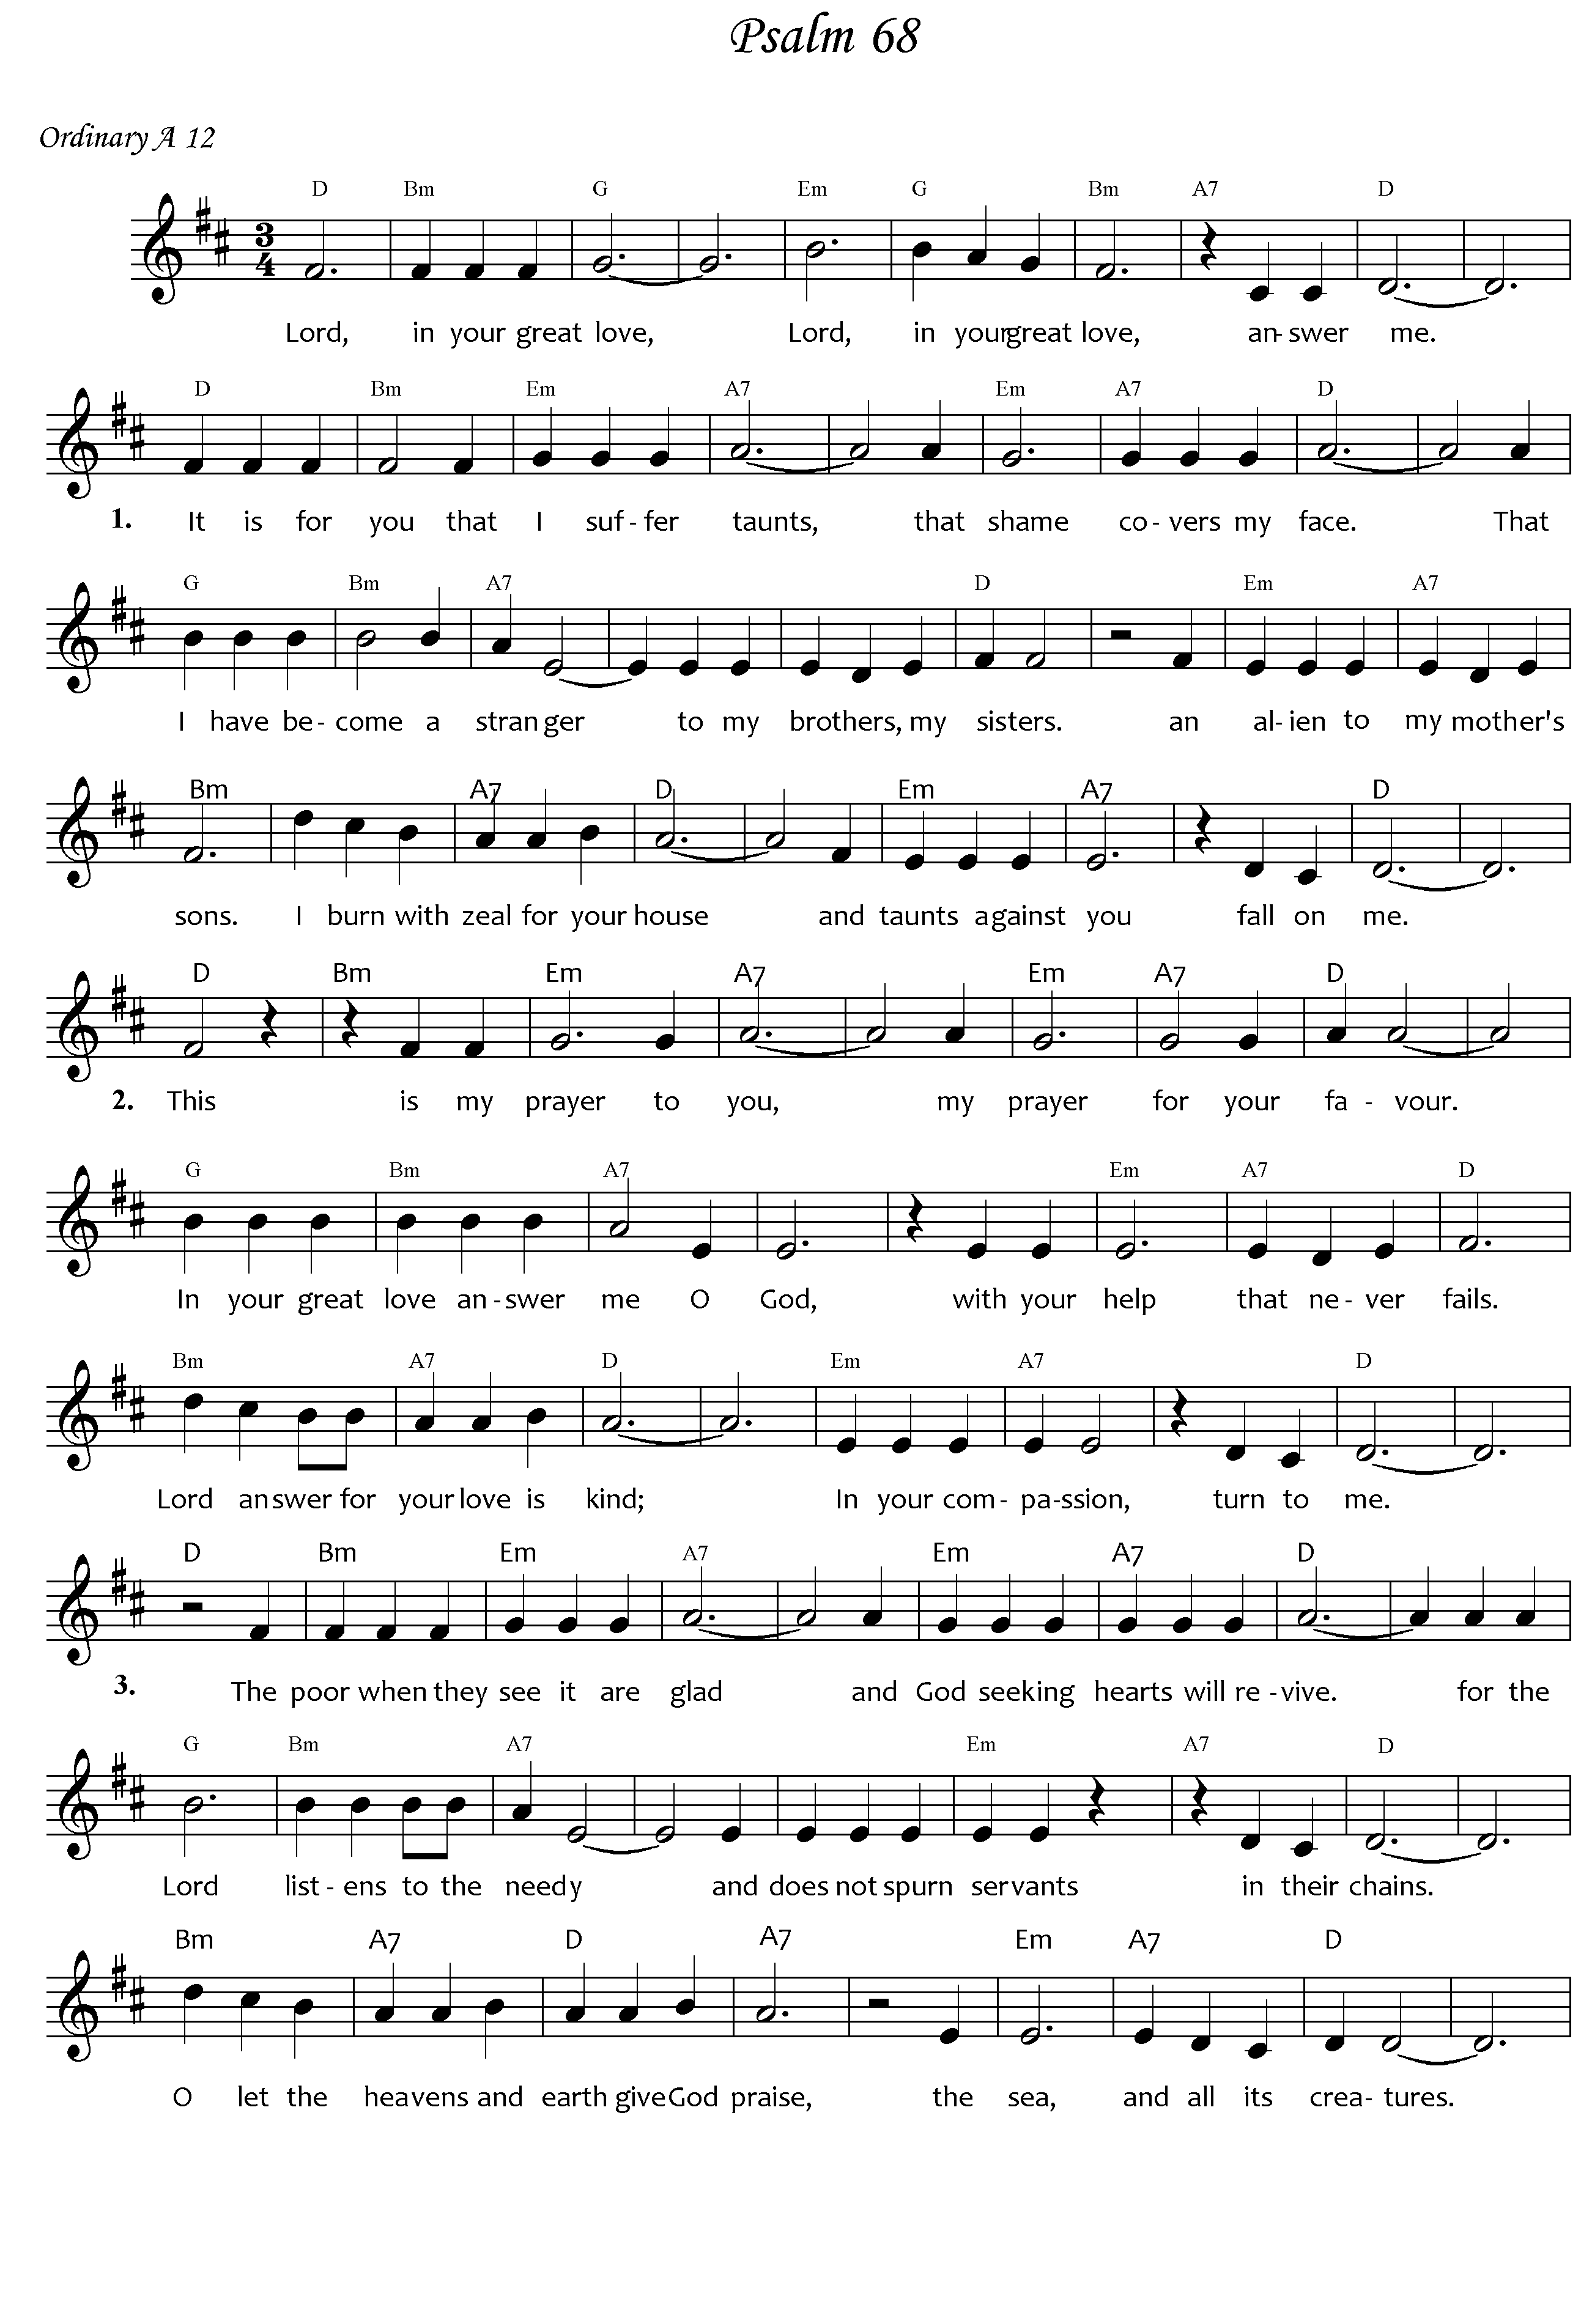 Psalm 68
Ordinary A 12
D Bm G Em G Bm A7 D
3
4
Lord, in your great love, Lord, in your great love, an- swer me.
D Bm Em A7 Em A7 D
1. It is for you that I suf - fer taunts, that shame co - vers my face. That
G Bm A7 D Em A7
I have be- come a stran ger to my brothers, my sisters. an al- ien to my mother's
Bm A7 D Em A7 D
sons. I burn with zeal for your house and taunts against you fall on me.
D Bm Em A7 Em A7 D
2. This is my prayer to you, my prayer for your fa - vour.
G Bm A7 Em A7 D
In your great love an - swer me O God, with your help that ne - ver fails.
Bm A7 D Em A7 D
Lord answer for your love is kind; In your com - pa-ssion, turn to me.
D Bm Em A7 Em A7 D
3. The poor when they see it are glad and God seeking hearts will re - vive. for the
G Bm A7 Em A7 D
Lord list - ens to the needy and does not spurn servants in their chains.
Bm A7 D A7 Em A7 D
O let the heavens and earth give God praise, the sea, and all its crea- tures.